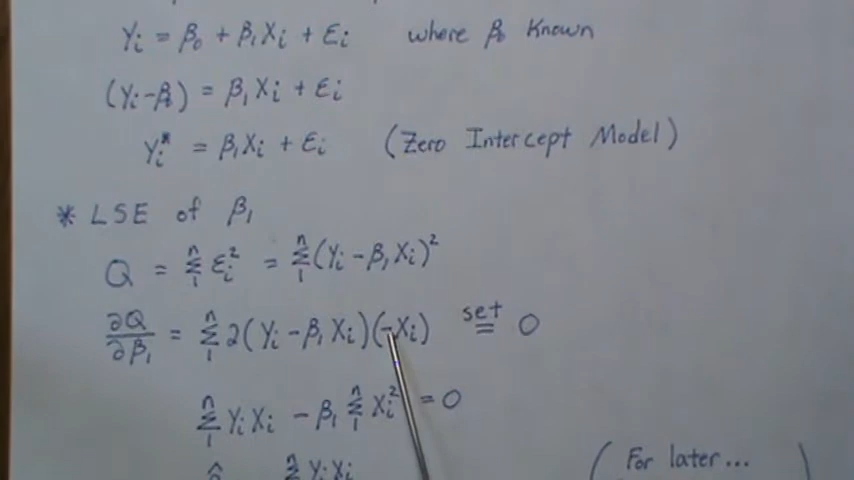 Yi = β₀ + β₁Xi + εi where β₀ Known
(Yi-β₀) = β₁Xi + εi
Yi* = β₁Xi + εi (Zero Intercept Model)
* LSE of β₁
Q = Σ₁ⁿ εi² = Σ₁ⁿ (Yi - β₁Xi)²
∂Q/∂β₁ = Σ₁ⁿ 2(Yi - β₁Xi)(-Xi) set = 0
Σ₁ⁿ YiXi - β₁ Σ₁ⁿ Xi² = 0
Σ YiXi (For later... )